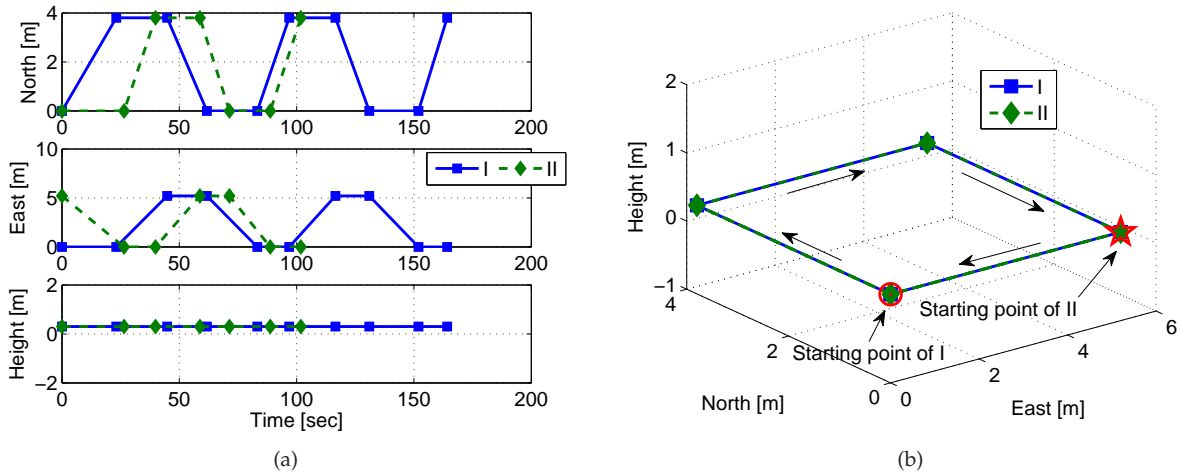 4
2
0
North [m]
0
50
100
150
200
10
5
0
East [m]
I
II
0
50
100
150
200
2
0
−2
Height [m]
0
50
100
150
200
Time [sec]
(a)
2
1
0
−1
Height [m]
I
II
4
2
0
North [m]
0
2
4
6
East [m]
Starting point of II
Starting point of I
(b)